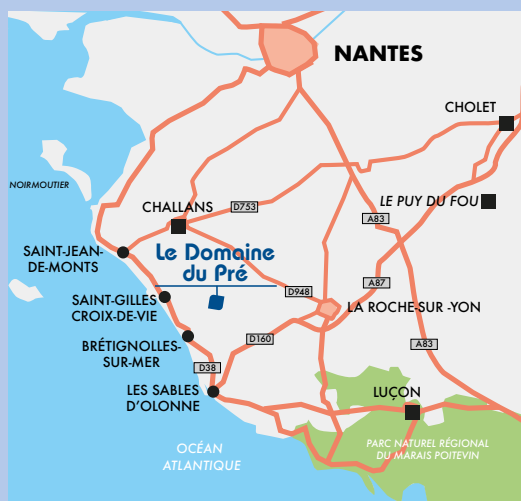 NANTES
CHOLET
NOIRMOUTIER
CHALLANS
D753
LE PUY DU FOU
A83
SAINT-JEAN-
DE-MONTS
Le Domaine
du Pré
A87
D948
SAINT-GILLES
CROIX-DE-VIE
LA ROCHE-SUR -YON
BRÉTIGNOLLES-
SUR-MER
D160
A83
D38
LES SABLES
D'OLONNE
LUÇON
OCÉAN
ATLANTIQUE
PARC NATUREL RÉGIONAL
DU MARAIS POITEVIN